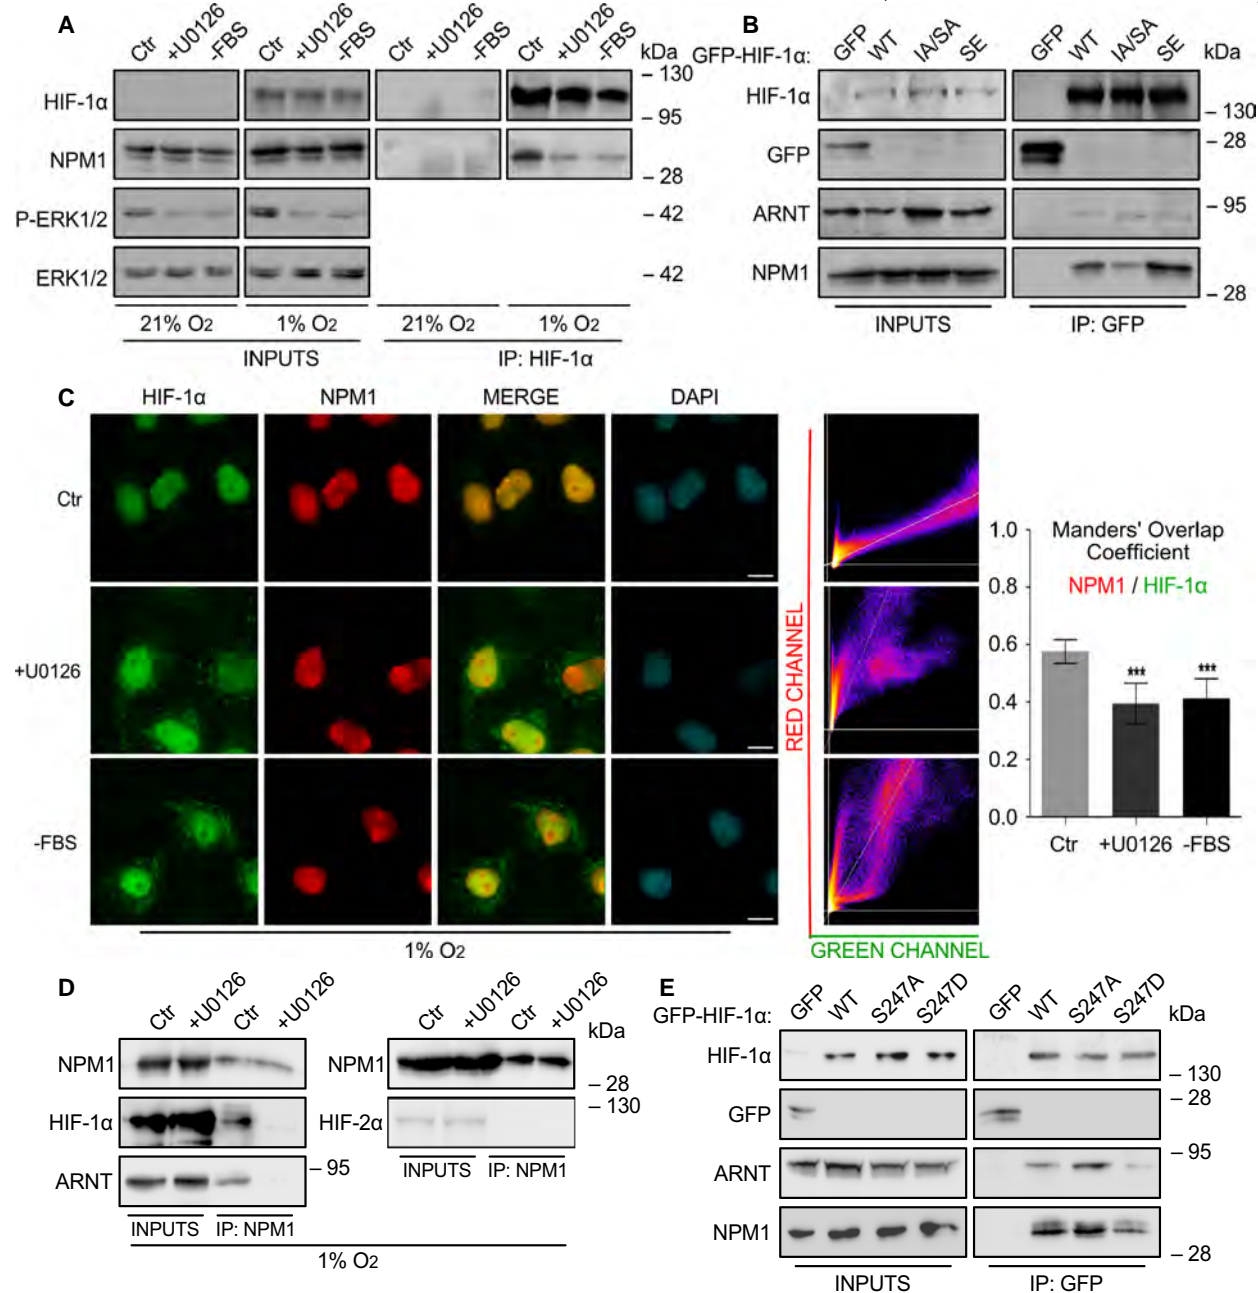 A
Ctr +U0126 -FBS Ctr +U0126 -FBS Ctr +U0126 -FBS Ctr +U0126 -FBS kDa
HIF-1α – 130
– 95
NPM1
– 28
P-ERK1/2 – 42
ERK1/2 – 42
21% O2 1% O2 21% O2 1% O2
INPUTS IP: HIF-1α
B
GFP-HIF-1α: GFP WT IA/SA SE GFP WT IA/SA SE kDa
HIF-1α
– 130
GFP – 28
ARNT – 95
NPM1
– 28
INPUTS IP: GFP
C
HIF-1α NPM1 MERGE DAPI
Ctr
+U0126
-FBS
1% O2
RED CHANNEL
GREEN CHANNEL
Manders' Overlap
Coefficient
NPM1 / HIF-1α
1.0
0.8
0.6
0.4
0.2
0.0
*** ***
Ctr +U0126 -FBS
D
Ctr +U0126 Ctr +U0126
NPM1
HIF-1α
ARNT – 95
INPUTS IP: NPM1
Ctr +U0126 Ctr +U0126 kDa
NPM1
– 28
– 130
HIF-2α
INPUTS IP: NPM1
1% O2
E
GFP-HIF-1α: GFP WT S247A S247D GFP WT S247A S247D kDa
HIF-1α
– 130
GFP – 28
ARNT – 95
NPM1
– 28
INPUTS IP: GFP